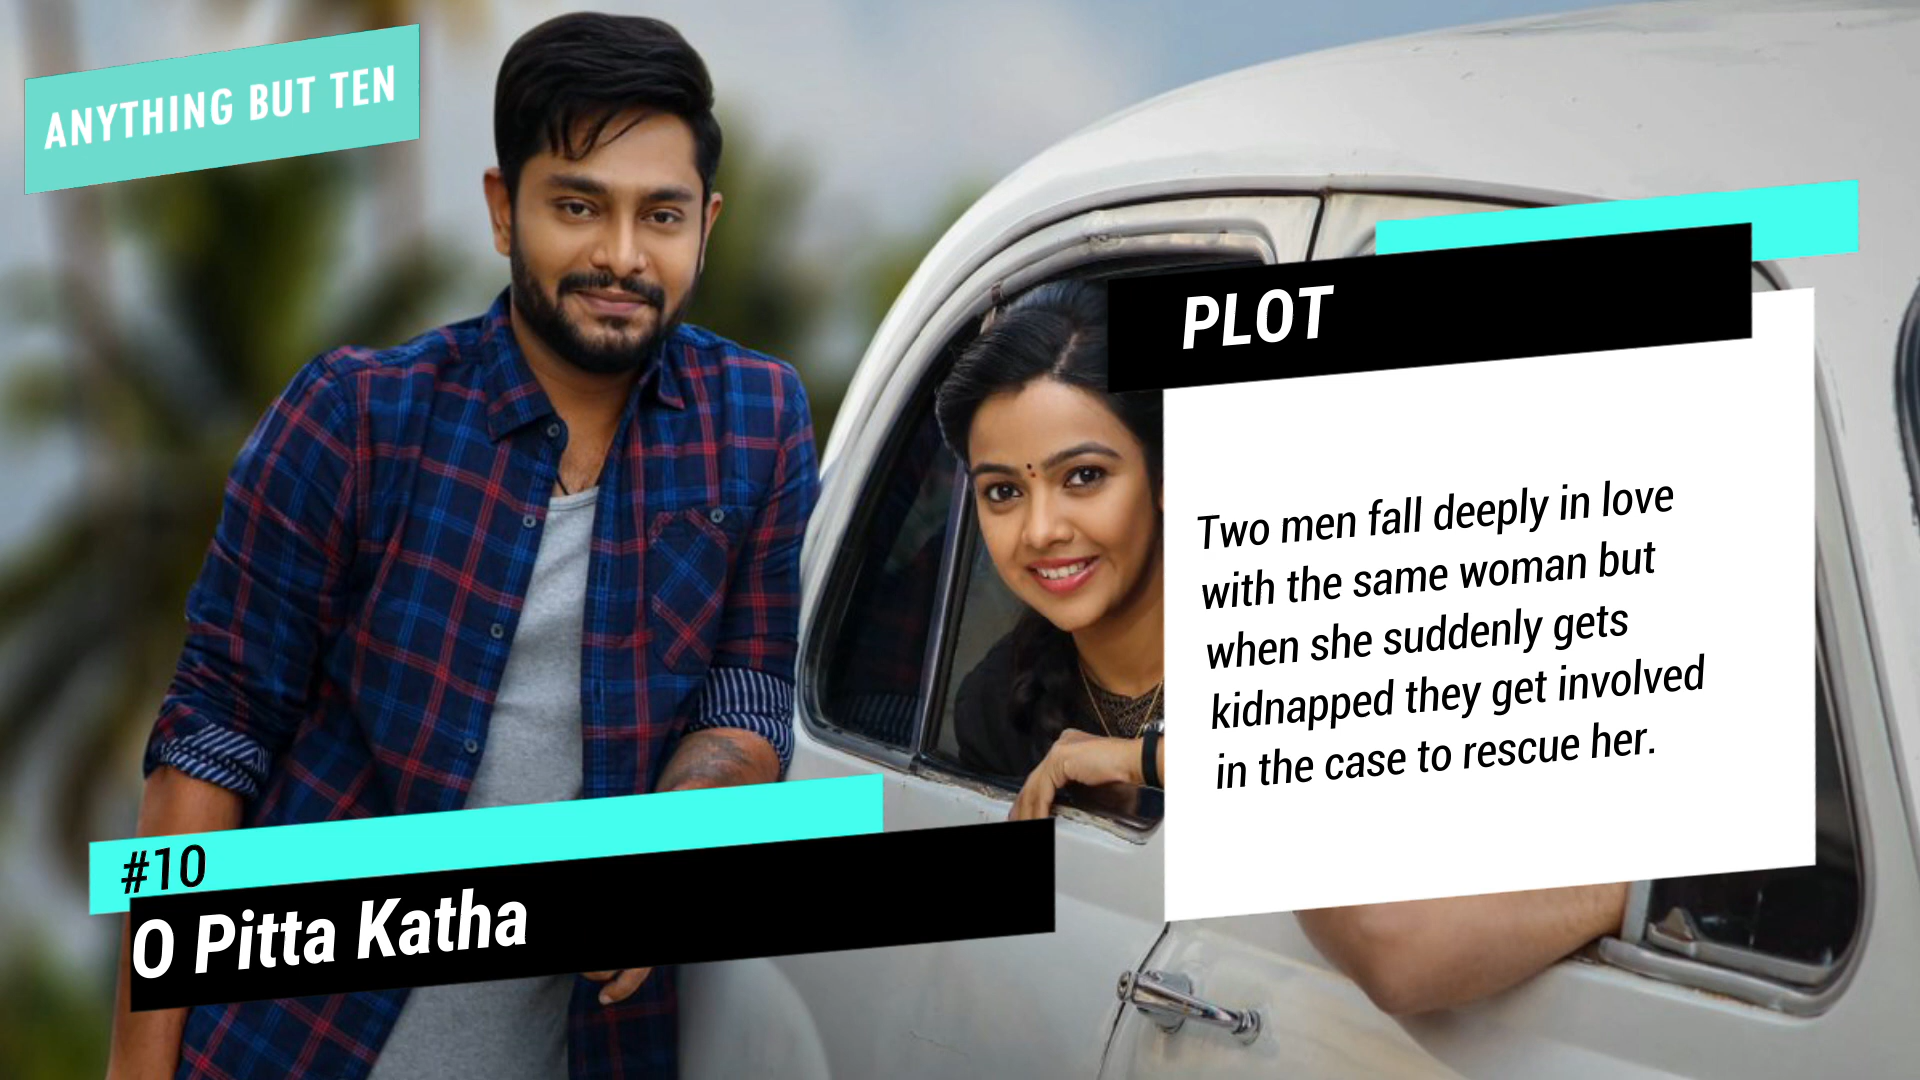 ANYTHING BUT TEN
PLOT
Two men fall deeply in love
with the same woman but
when she suddenly gets
kidnapped they get involved
in the case to rescue her.
#10
O Pitta Katha